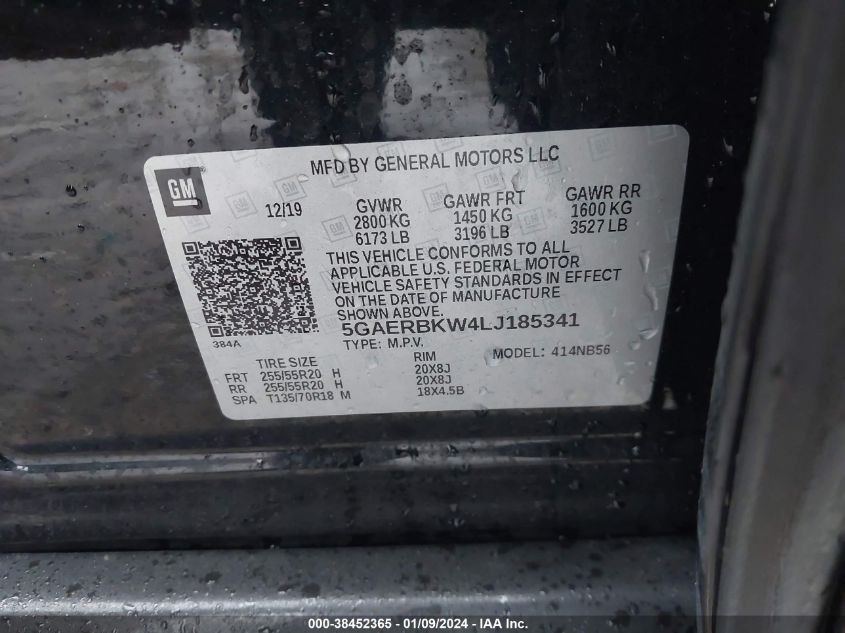 MFD BY GENERAL MOTORS LLC
GM
12/19
GVWR
2800 KG
6173 LB
GAWR FRT
1450 KG
3196 LB
GAWR RR
1600 KG
3527 LB
THIS VEHICLE CONFORMS TO ALL
APPLICABLE U.S. FEDERAL MOTOR
VEHICLE SAFETY STANDARDS IN EFFECT
ON THE DATE OF MANUFACTURE
SHOWN ABOVE.
384A
5GAERBKW4LJ185341
TYPE: M.P.V. MODEL: 414NB56
TIRE SIZE RIM
FRT 255/55R20 H 20X8J
RR 255/55R20 H 20X8J
SPA T135/70R18 M 18X4.5B
000-38452365 - 01/09/2024 - IAA Inc.